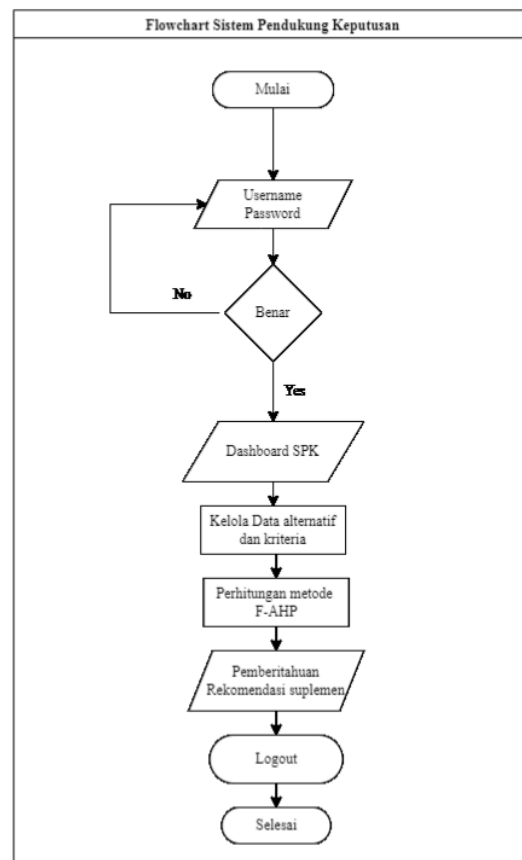 Flowchart Sistem Pendukung Keputusan
Mulai
Username
Password
Benar
No
Yes
Dashboard SPK
Kelola Data alternatif
dan kriteria
Perhitungan metode
F-AHP
Pemberitahuan
Rekomendasi suplemen
Logout
Selesai